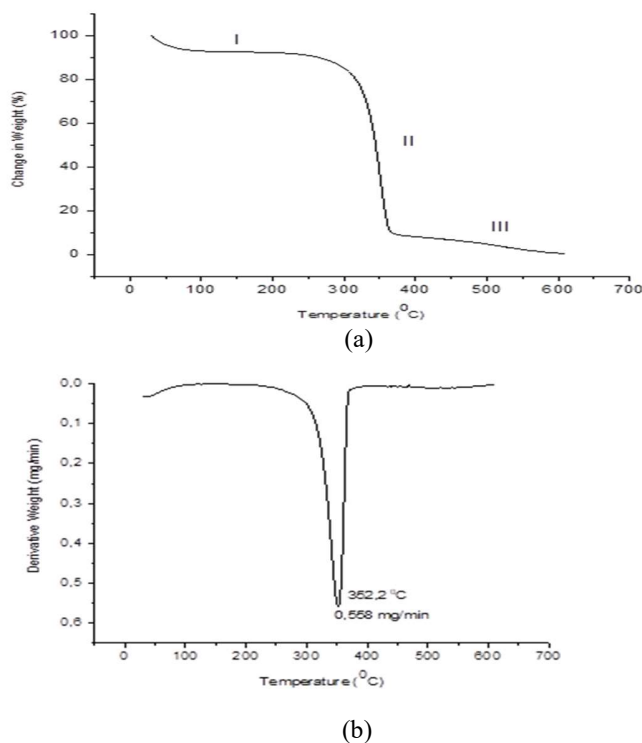 100
80
60
40
20
0
Change in Weight (%)
I
II
III
0 100 200 300 400 500 600 700
Temperature (°C)
(a)
0,0
0,1
0,2
0,3
0,4
0,5
0,6
Derivative Weight (mg/min)
352,2 °C
0,558 mg/min
0 100 200 300 400 500 600 700
Temperature (°C)
(b)